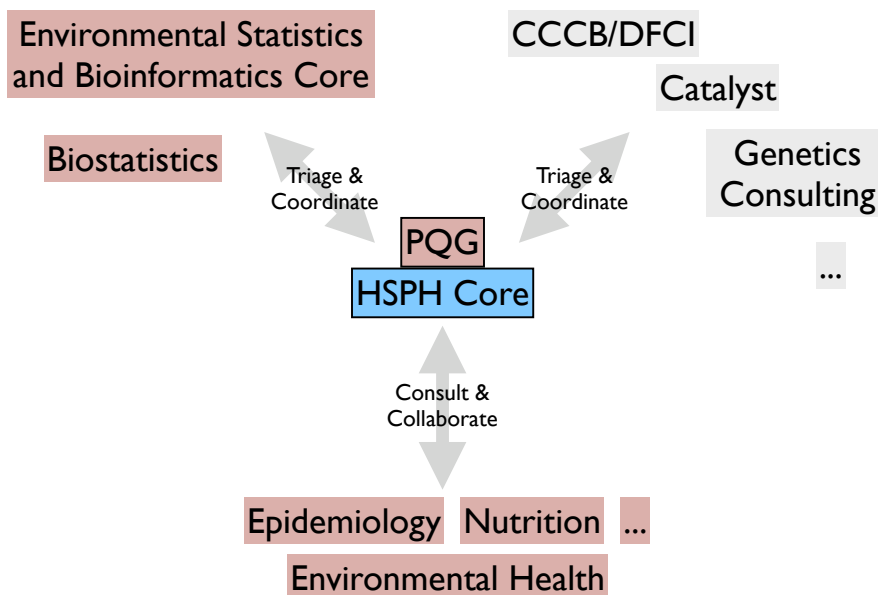 Environmental Statistics
and Bioinformatics Core
CCCB/DFCI
Catalyst
Biostatistics
Genetics
Consulting
Triage &
Coordinate
Triage &
Coordinate
PQG
...
HSPH Core
Consult &
Collaborate
Epidemiology
Nutrition
...
Environmental Health